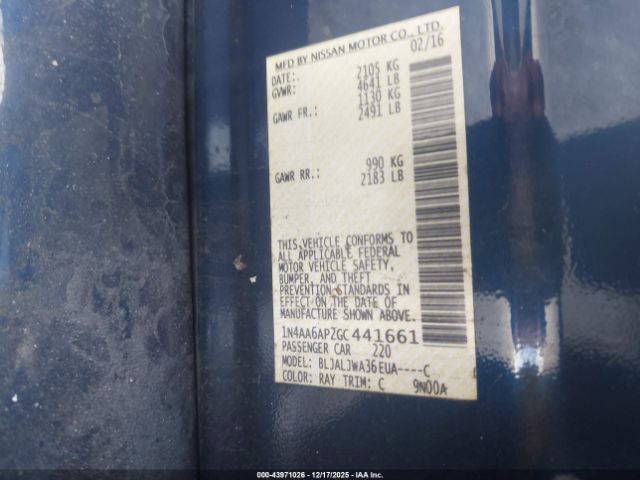 MFD BY NISSAN MOTOR CO., LTD.
DATE: 02/16
GVWR: 2105 KG
4641 LB
GAWR FR.: 1130 KG
2491 LB
GAWR RR.: 990 KG
2183 LB
THIS VEHICLE CONFORMS TO
ALL APPLICABLE FEDERAL
MOTOR VEHICLE SAFETY,
BUMPER, AND THEFT
PREVENTION STANDARDS IN
EFFECT ON THE DATE OF
MANUFACTURE SHOWN ABOVE.
1N4AA6AP2GC441661
PASSENGER CAR 220
MODEL: BLJALJWA36EUA----C
COLOR: RAY TRIM: C 9N00A
000-43971026 - 12/17/2025 - © Copyright 2025, IAA, Inc.